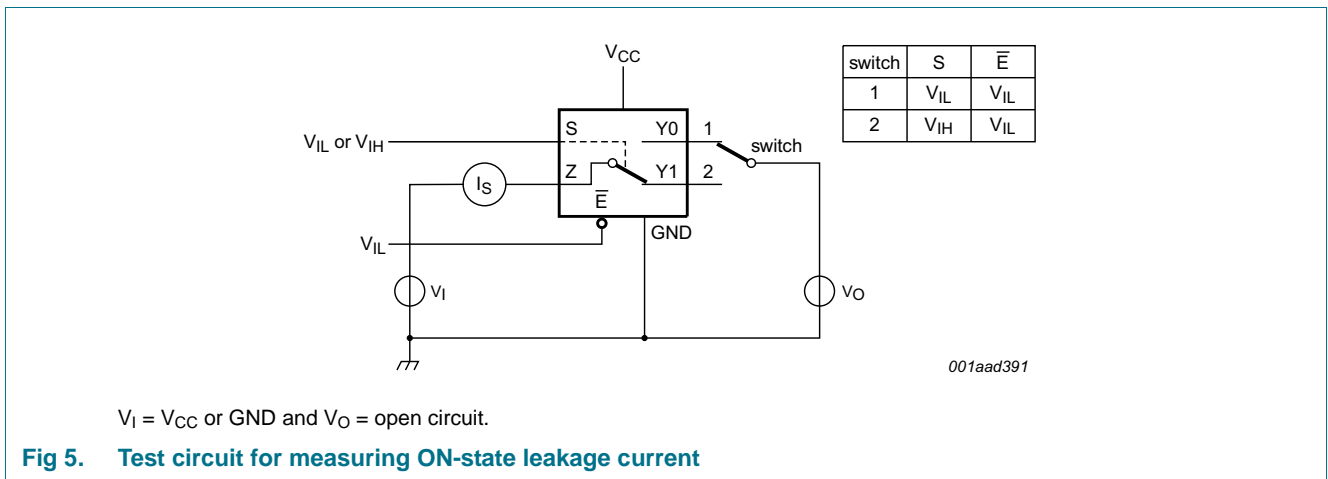 VCC
switch S E̅
1 VIL VIL
2 VIH VIL
VIL or VIH
S Y0 1
switch
Z Y1 2
IS
E̅
GND
VIL
VI
VO
001aad391
VI = VCC or GND and VO = open circuit.
Fig 5. Test circuit for measuring ON-state leakage current